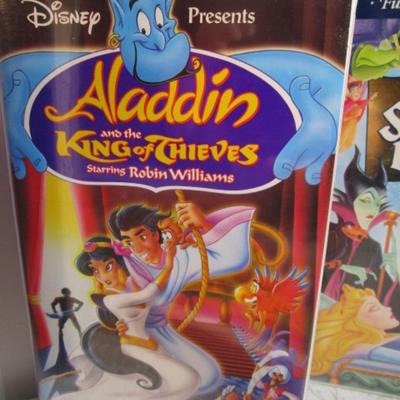 Disney Presents
Aladdin
and the
KING OF THIEVES
Starring Robin Williams